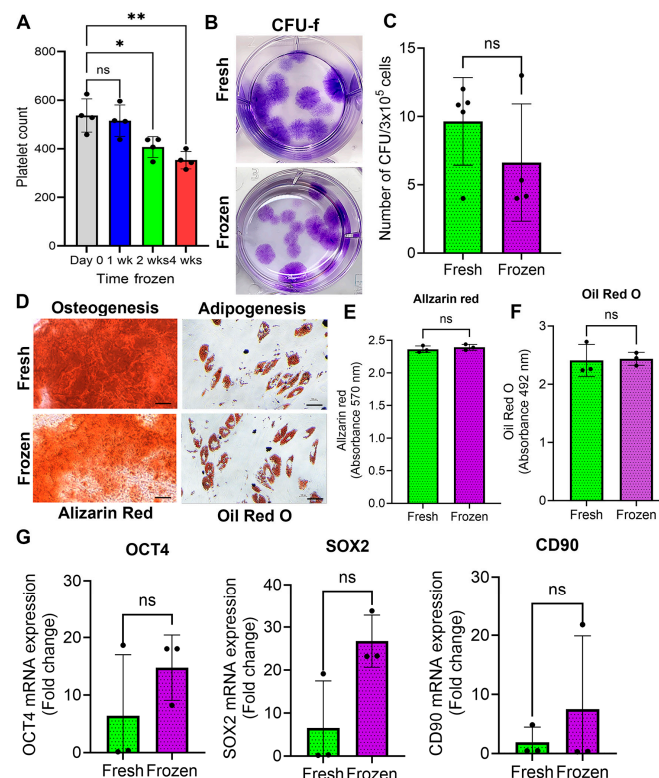 A
**
*
ns
Platelet count
800
600
400
200
0
Day 0 1 wk 2 wks4 wks
Time frozen
B
CFU-f
Fresh
Frozen
C
ns
Number of CFU/3x10⁵ cells
15
10
5
0
Fresh Frozen
D
Osteogenesis Adipogenesis
Fresh
Frozen
Alizarin Red Oil Red O
E
Alizarin red
ns
Alizarin red
(Absorbance 570 nm)
2.5
2.0
1.5
1.0
0.5
0.0
Fresh Frozen
F
Oil Red O
ns
Oil Red O
(Absorbance 492 nm)
3
2
1
0
Fresh Frozen
G
OCT4
ns
OCT4 mRNA expression
(Fold change)
30
20
10
0
Fresh Frozen
SOX2
ns
SOX2 mRNA expression
(Fold change)
40
30
20
10
0
Fresh Frozen
CD90
ns
CD90 mRNA expression
(Fold change)
30
20
10
0
Fresh Frozen